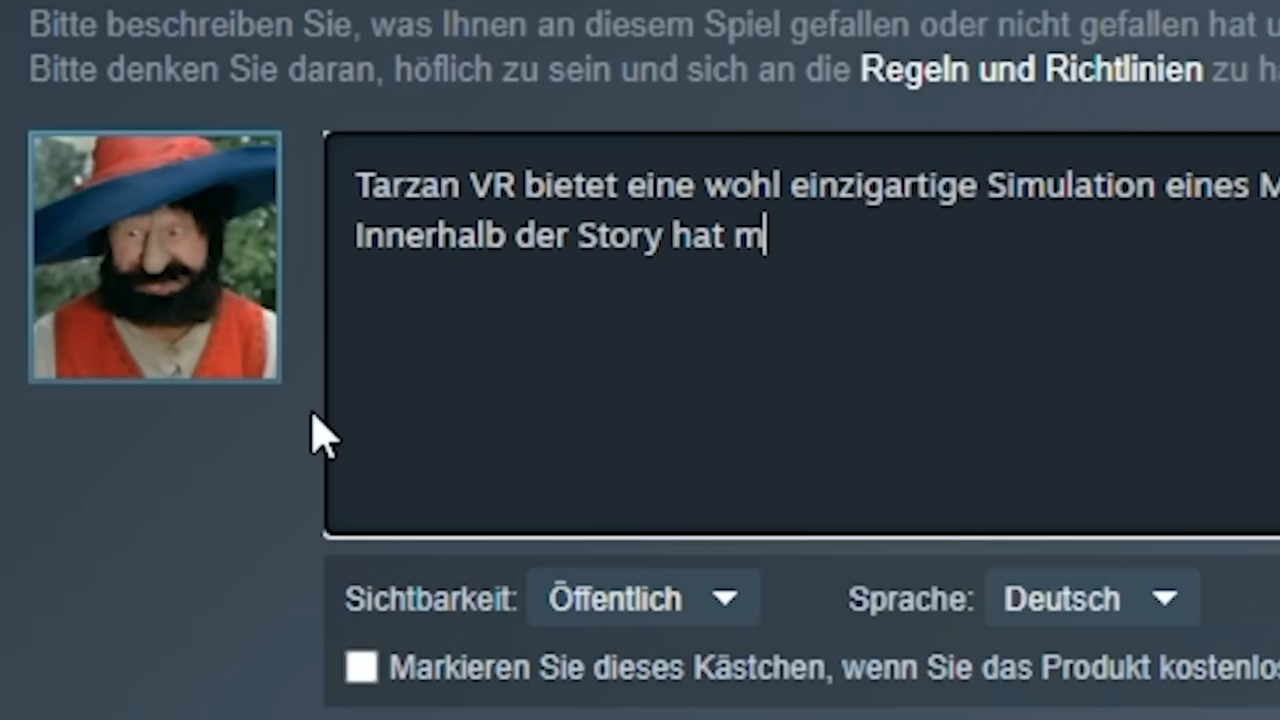 Bitte beschreiben Sie, was Ihnen an diesem Spiel gefallen oder nicht gefallen hat
Bitte denken Sie daran, höflich zu sein und sich an die Regeln und Richtlinien zu
Tarzan VR bietet eine wohl einzigartige Simulation eines
Innerhalb der Story hat m
Sichtbarkeit: Öffentlich Sprache: Deutsch
Markieren Sie dieses Kästchen, wenn Sie das Produkt